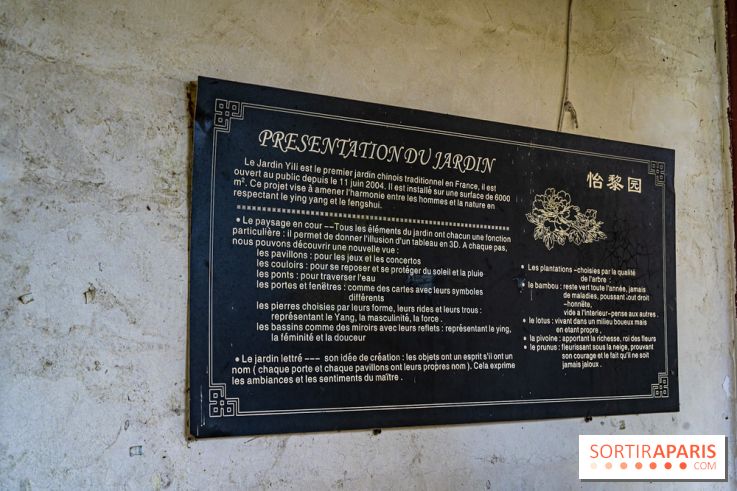 PRESENTATION DU JARDIN
Le Jardin Yili est le premier jardin chinois traditionnel en France, il est
ouvert au public depuis le 11 juin 2004. Il est installé sur une surface de 6000
m². Ce projet vise à amener l'harmonie entre les hommes et la nature en
respectant le ying yang et le fengshui.
• Le paysage en cour --Tous les éléments du jardin ont chacun une fonction
particulière : il permet de donner l'illusion d'un tableau en 3D. A chaque pas,
nous pouvons découvrir une nouvelle vue :
les pavillons : pour les jeux et les concertos
les couloirs : pour se reposer et se protéger du soleil et la pluie
les ponts : pour traverser l'eau
les portes et fenêtres : comme des cartes avec leurs symboles
différents
les pierres choisies par leurs forme, leurs rides et leurs trous :
représentant le Yang, la masculinité, la force .
les bassins comme des miroirs avec leurs reflets : représentant le ying,
la féminité et la douceur
• Le jardin lettré --- son idée de création : les objets ont un esprit s'il ont un
nom ( chaque porte et chaque pavillons ont leurs propres nom ). Cela exprime
les ambiances et les sentiments du maître .
怡黎园
• Les plantations -choisies par la qualité
de l'arbre :
• le bambou : reste vert toute l'année, jamais
de maladies, poussant tout droit
-honnête,
vide a l'interieur-pense aux autres .
• le lotus : vivant dans un milieu boueux mais
en etant propre ,
• la pivoine : apportant la richesse, roi des fleurs
• le prunus : fleurissant sous la neige, prouvant
son courage et le fait qu'il ne soit
jamais jaloux .
SORTIRAPARIS
.COM